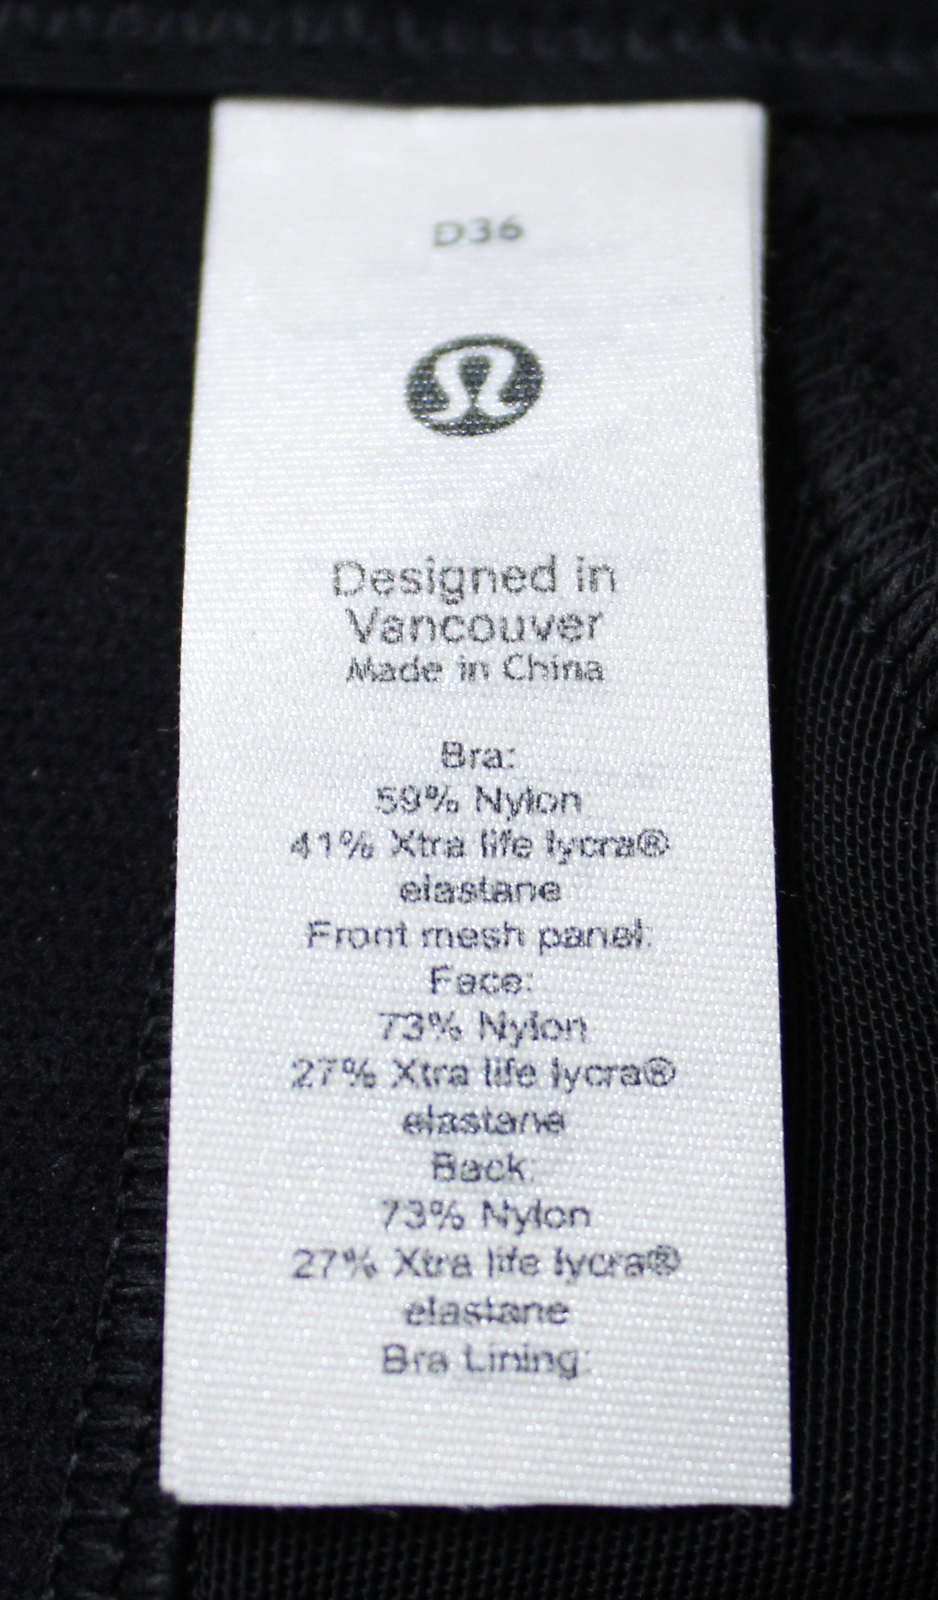 D36
Designed in
Vancouver
Made in China
Bra:
59% Nylon
41% Xtra life lycra®
elastane
Front mesh panel:
Face:
73% Nylon
27% Xtra life lycra®
elastane
Back:
73% Nylon
27% Xtra life lycra®
elastane
Bra Lining: